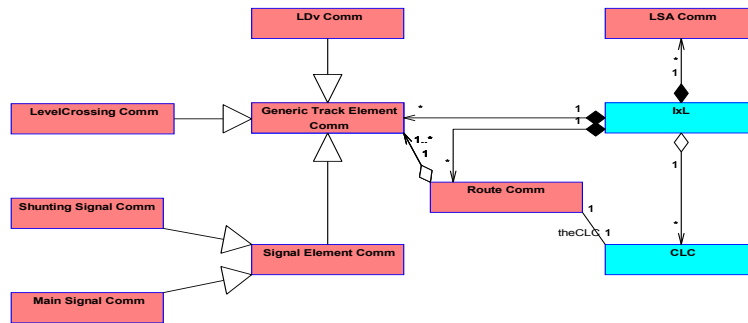 LDv Comm
LSA Comm
*
1
LevelCrossing Comm
Generic Track Element
Comm
*
1
IxL
1
1..*
1
*
1
Route Comm
Shunting Signal Comm
1
theCLC 1
*
Signal Element Comm
CLC
Main Signal Comm